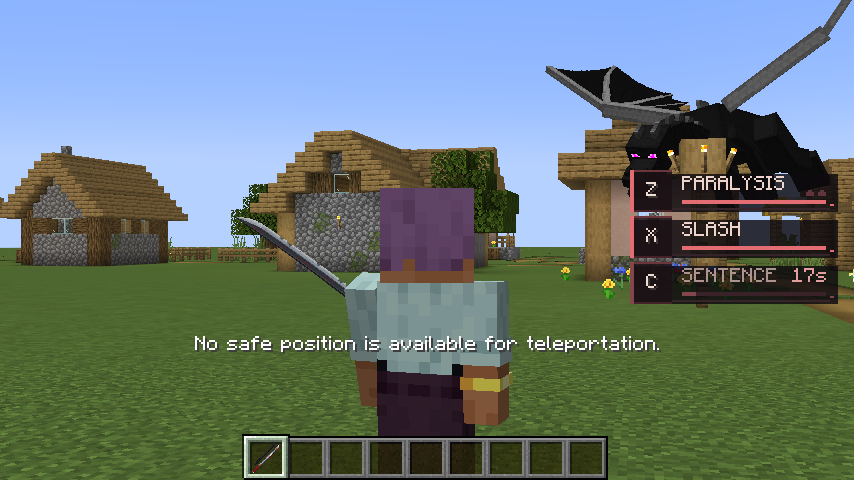 Z PARALYSIS
X SLASH
C SENTENCE 17s
No safe position is available for teleportation.